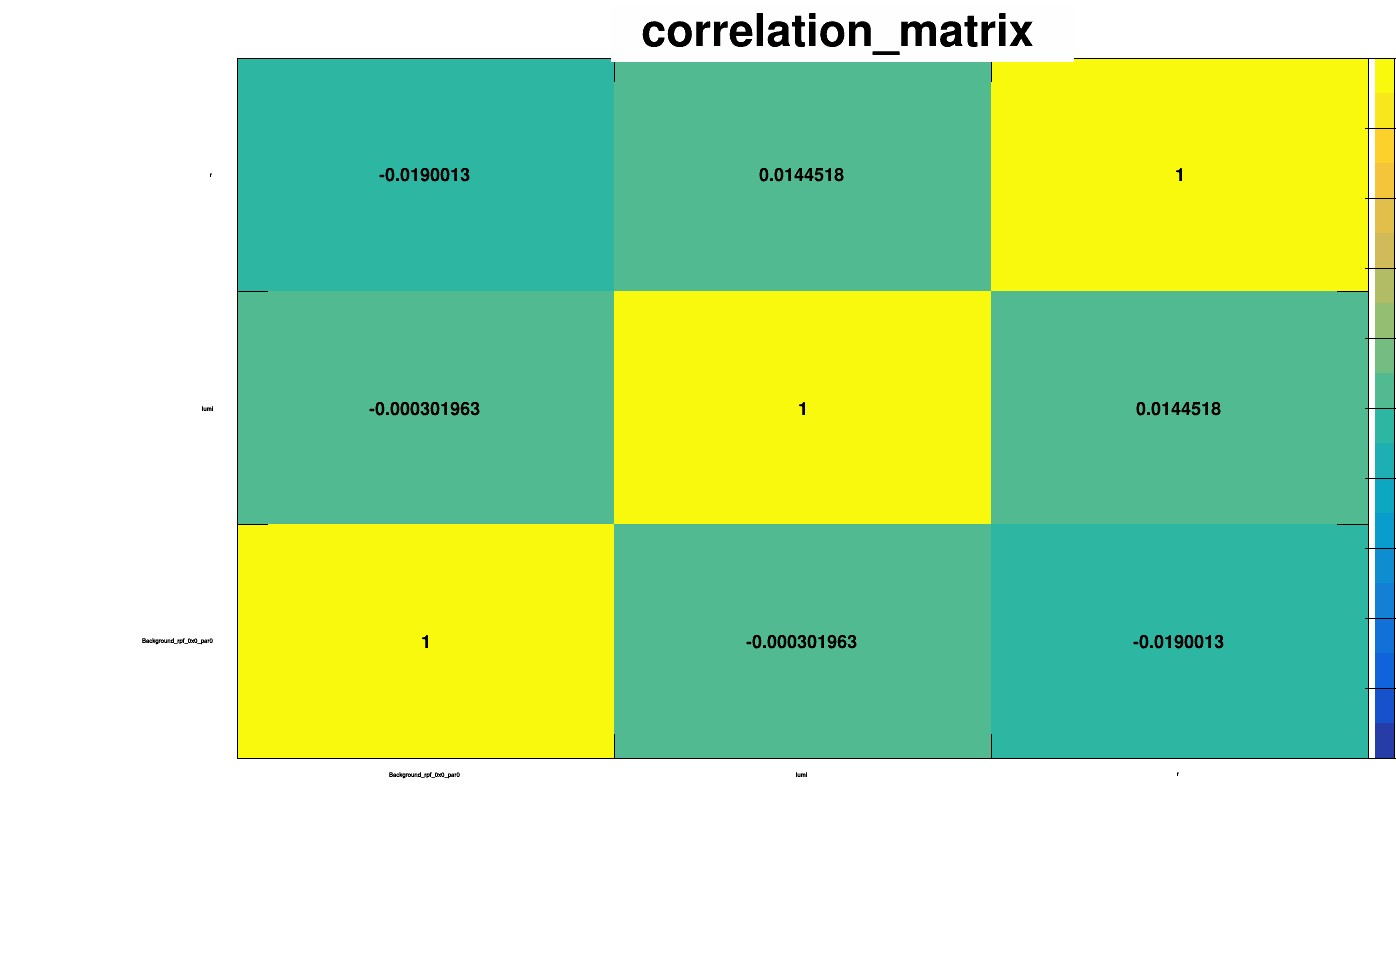 correlation_matrix
r
-0.0190013
0.0144518
1
lumi
-0.000301963
1
0.0144518
Background_rpf_0x0_par0
1
-0.000301963
-0.0190013
Background_rpf_0x0_par0
lumi
r